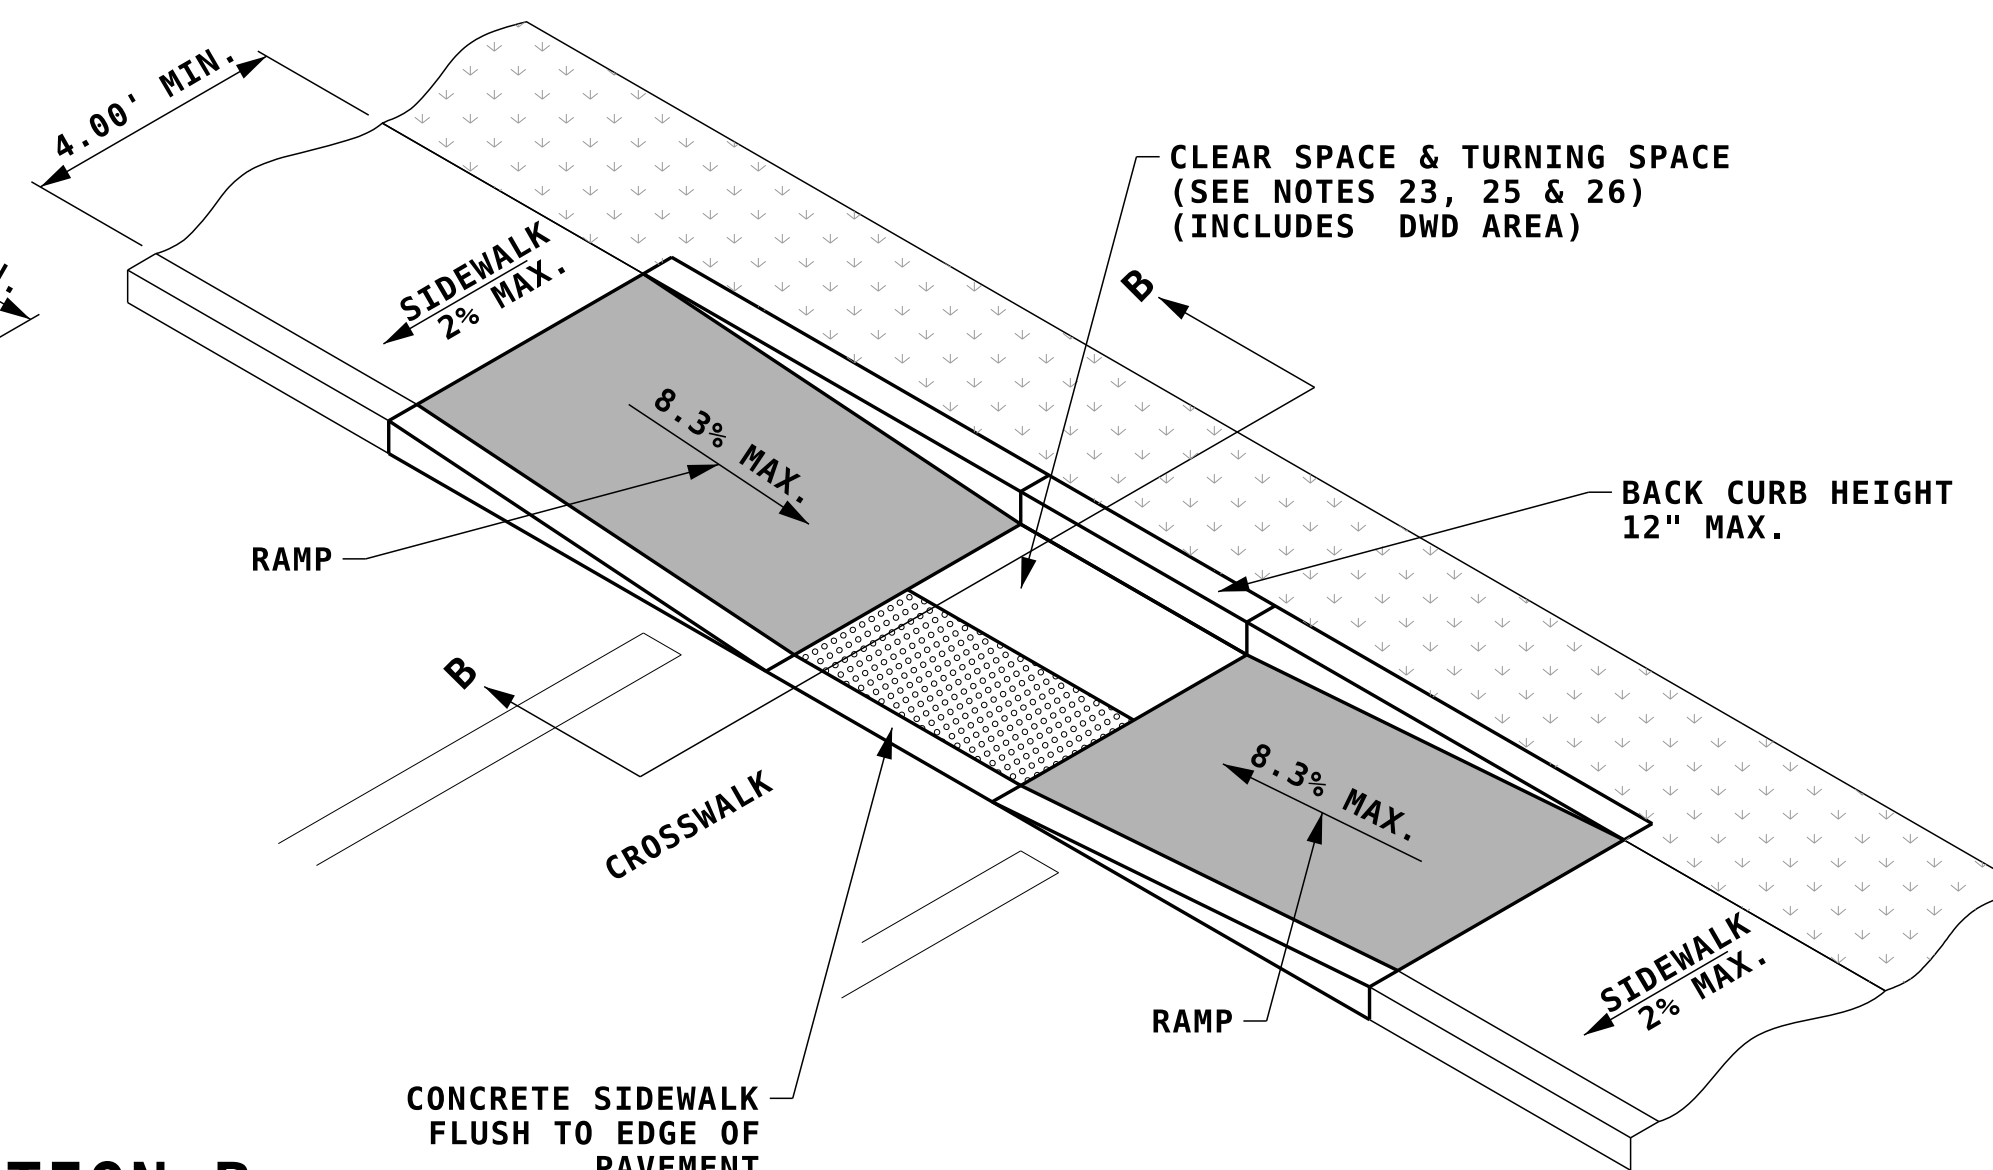 4.00' MIN.
CLEAR SPACE & TURNING SPACE
(SEE NOTES 23, 25 & 26)
(INCLUDES DWD AREA)
SIDEWALK
2% MAX.
B
8.3% MAX.
BACK CURB HEIGHT
12" MAX.
RAMP
B
8.3% MAX.
CROSSWALK
SIDEWALK
2% MAX.
RAMP
CONCRETE SIDEWALK
FLUSH TO EDGE OF
PAVEMENT